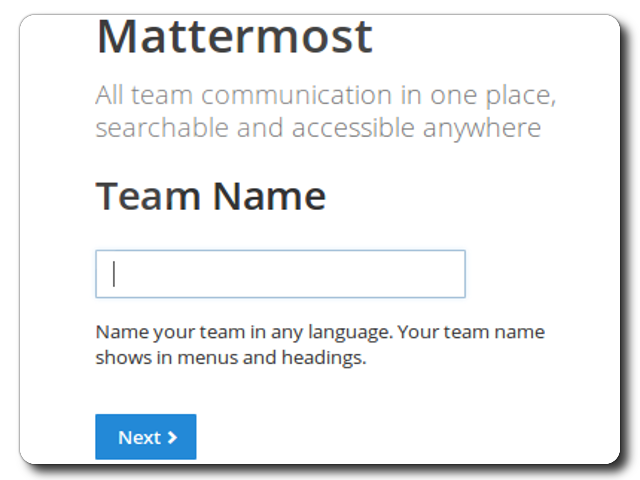 Mattermost
All team communication in one place,
searchable and accessible anywhere
Team Name
Name your team in any language. Your team name
shows in menus and headings.
Next